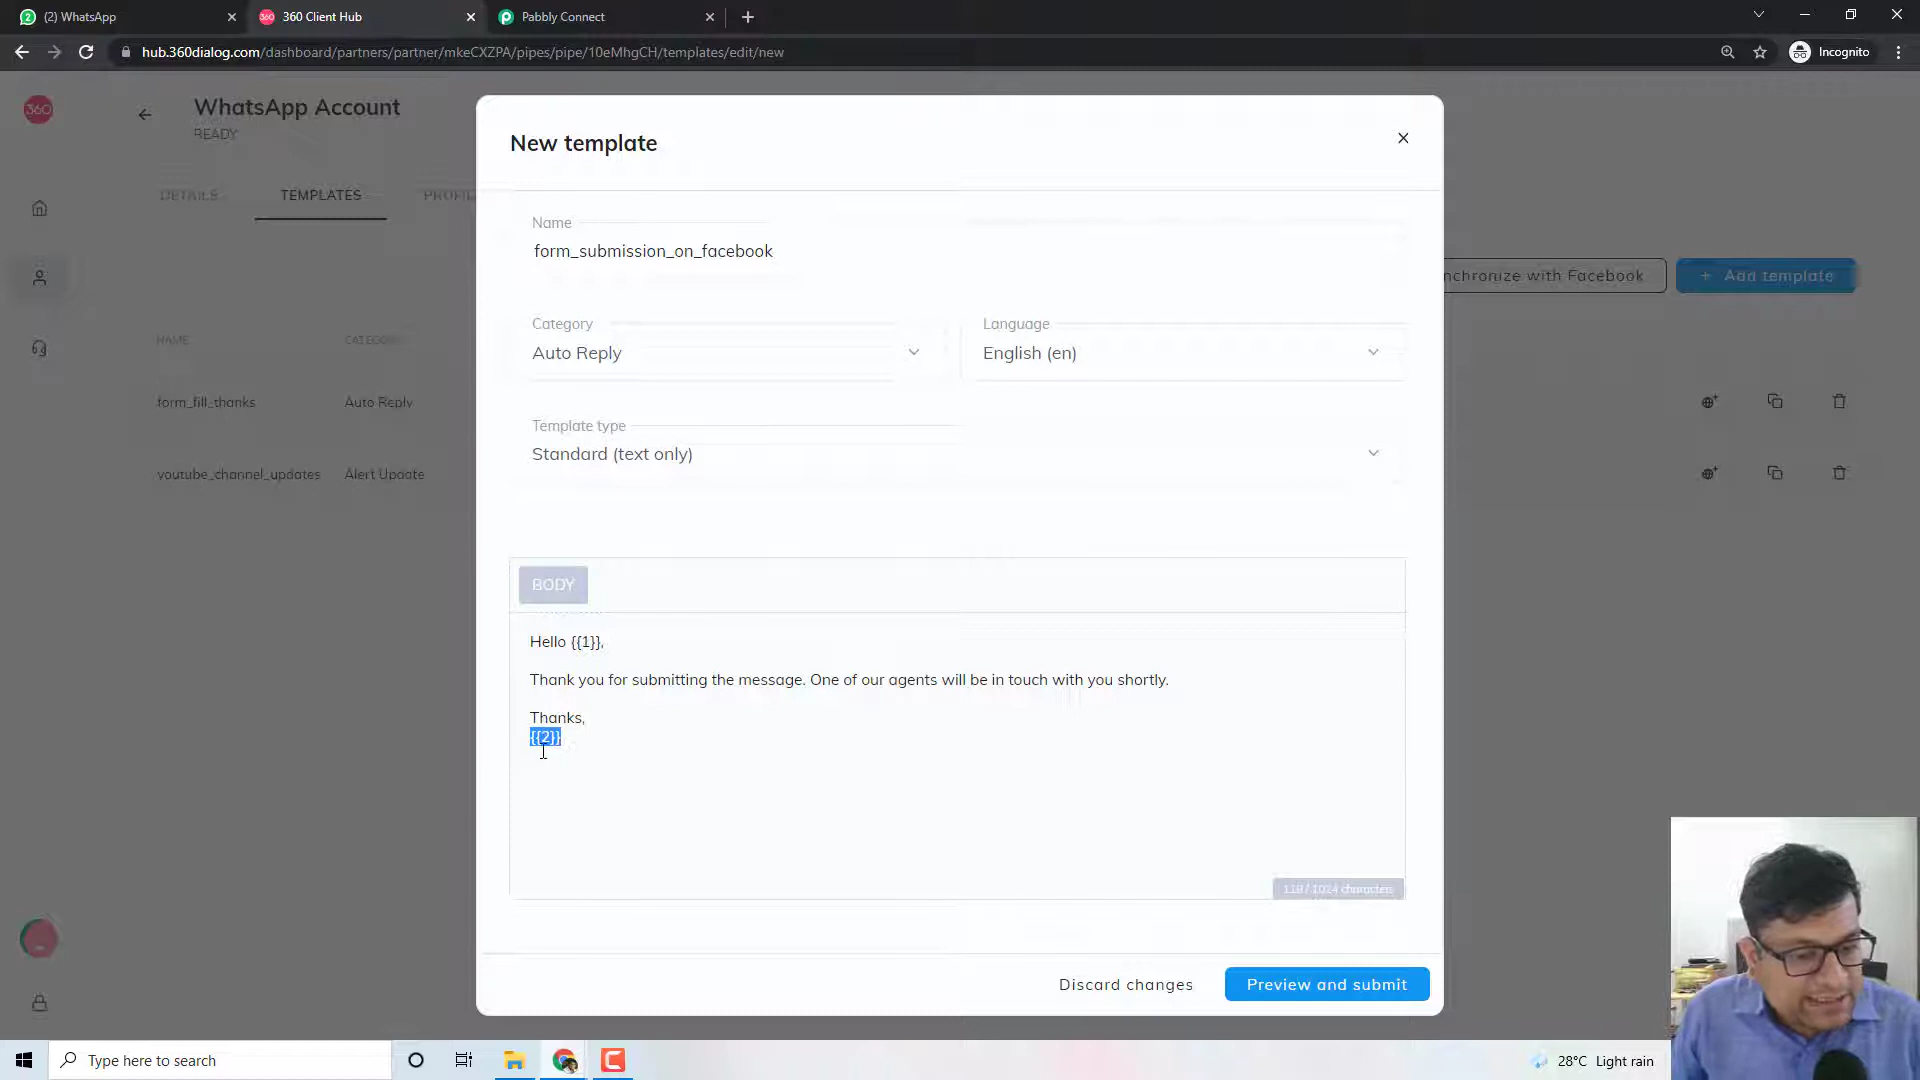 (2) WhatsApp
360 Client Hub
Pabbly Connect
hub.360dialog.com/dashboard/partners/partner/mkeCXZPA/pipes/pipe/10eMhgCH/templates/edit/new
Incognito
360
WhatsApp Account
READY
DETAILS
TEMPLATES
New template
Name
form_submission_on_facebook
nchronize with Facebook
+ Add template
Category
Auto Reply
Language
English (en)
NAME
form_fill_thanks
Auto Reply
Template type
Standard (text only)
youtube_channel_updates
Alert Update
BODY
Hello {{1}},
Thank you for submitting the message. One of our agents will be in touch with you shortly.
Thanks,
{{2}}
118 / 1024 characters
Discard changes
Preview and submit
Type here to search
28°C Light rain